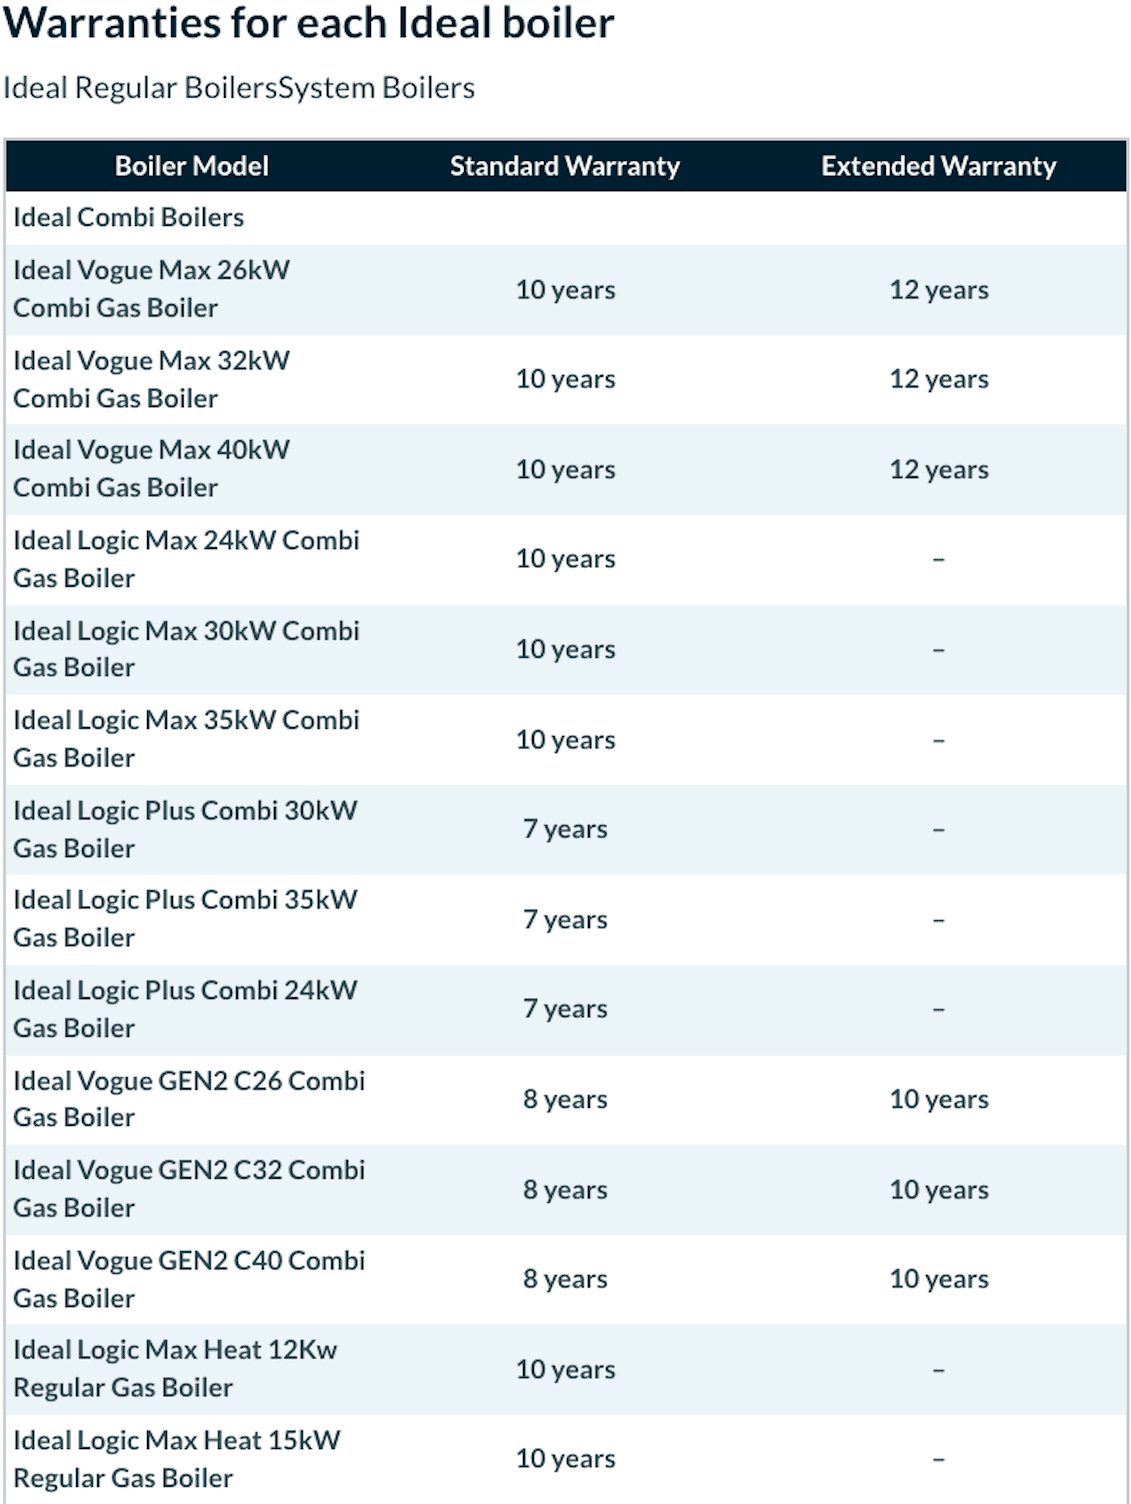 Warranties for each Ideal boiler
Ideal Regular BoilersSystem Boilers
Boiler Model Standard Warranty Extended Warranty
Ideal Combi Boilers
Ideal Vogue Max 26kW
Combi Gas Boiler
10 years 12 years
Ideal Vogue Max 32kW
Combi Gas Boiler
10 years 12 years
Ideal Vogue Max 40kW
Combi Gas Boiler
10 years 12 years
Ideal Logic Max 24kW Combi
Gas Boiler
10 years –
Ideal Logic Max 30kW Combi
Gas Boiler
10 years –
Ideal Logic Max 35kW Combi
Gas Boiler
10 years –
Ideal Logic Plus Combi 30kW
Gas Boiler
7 years –
Ideal Logic Plus Combi 35kW
Gas Boiler
7 years –
Ideal Logic Plus Combi 24kW
Gas Boiler
7 years –
Ideal Vogue GEN2 C26 Combi
Gas Boiler
8 years 10 years
Ideal Vogue GEN2 C32 Combi
Gas Boiler
8 years 10 years
Ideal Vogue GEN2 C40 Combi
Gas Boiler
8 years 10 years
Ideal Logic Max Heat 12Kw
Regular Gas Boiler
10 years –
Ideal Logic Max Heat 15kW
Regular Gas Boiler
10 years –